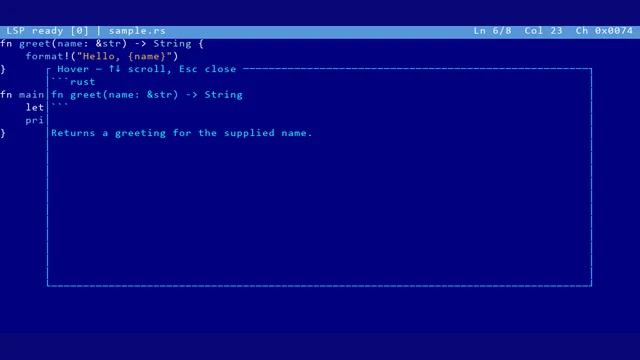 LSP ready [0] | sample.rs Ln 6/8 Col 23 Ch 0x0074
fn greet(name: &str) -> String {
format!("Hello, {name}")
}
Hover — ↑↓ scroll, Esc close
```rust
fn main fn greet(name: &str) -> String
let ```
pri
} Returns a greeting for the supplied name.